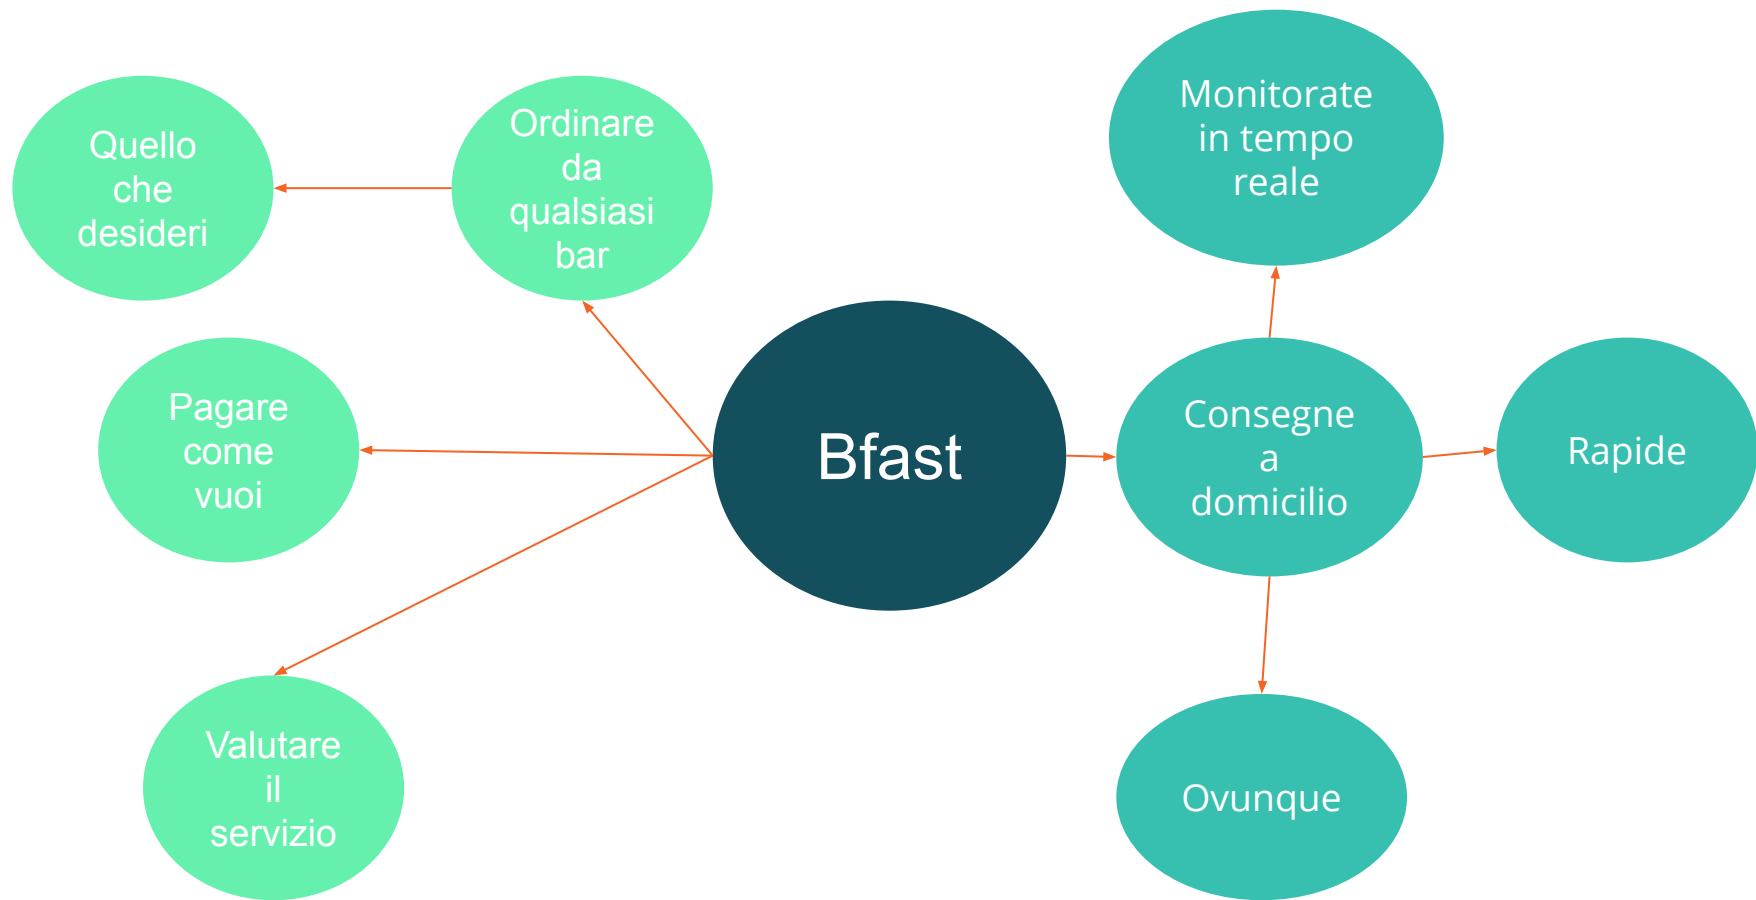 Quello
che
desideri
Ordinare
da
qualsiasi
bar
Pagare
come
vuoi
Valutare
il
servizio
Bfast
Monitorate
in tempo
reale
Consegne
a
domicilio
Rapide
Ovunque